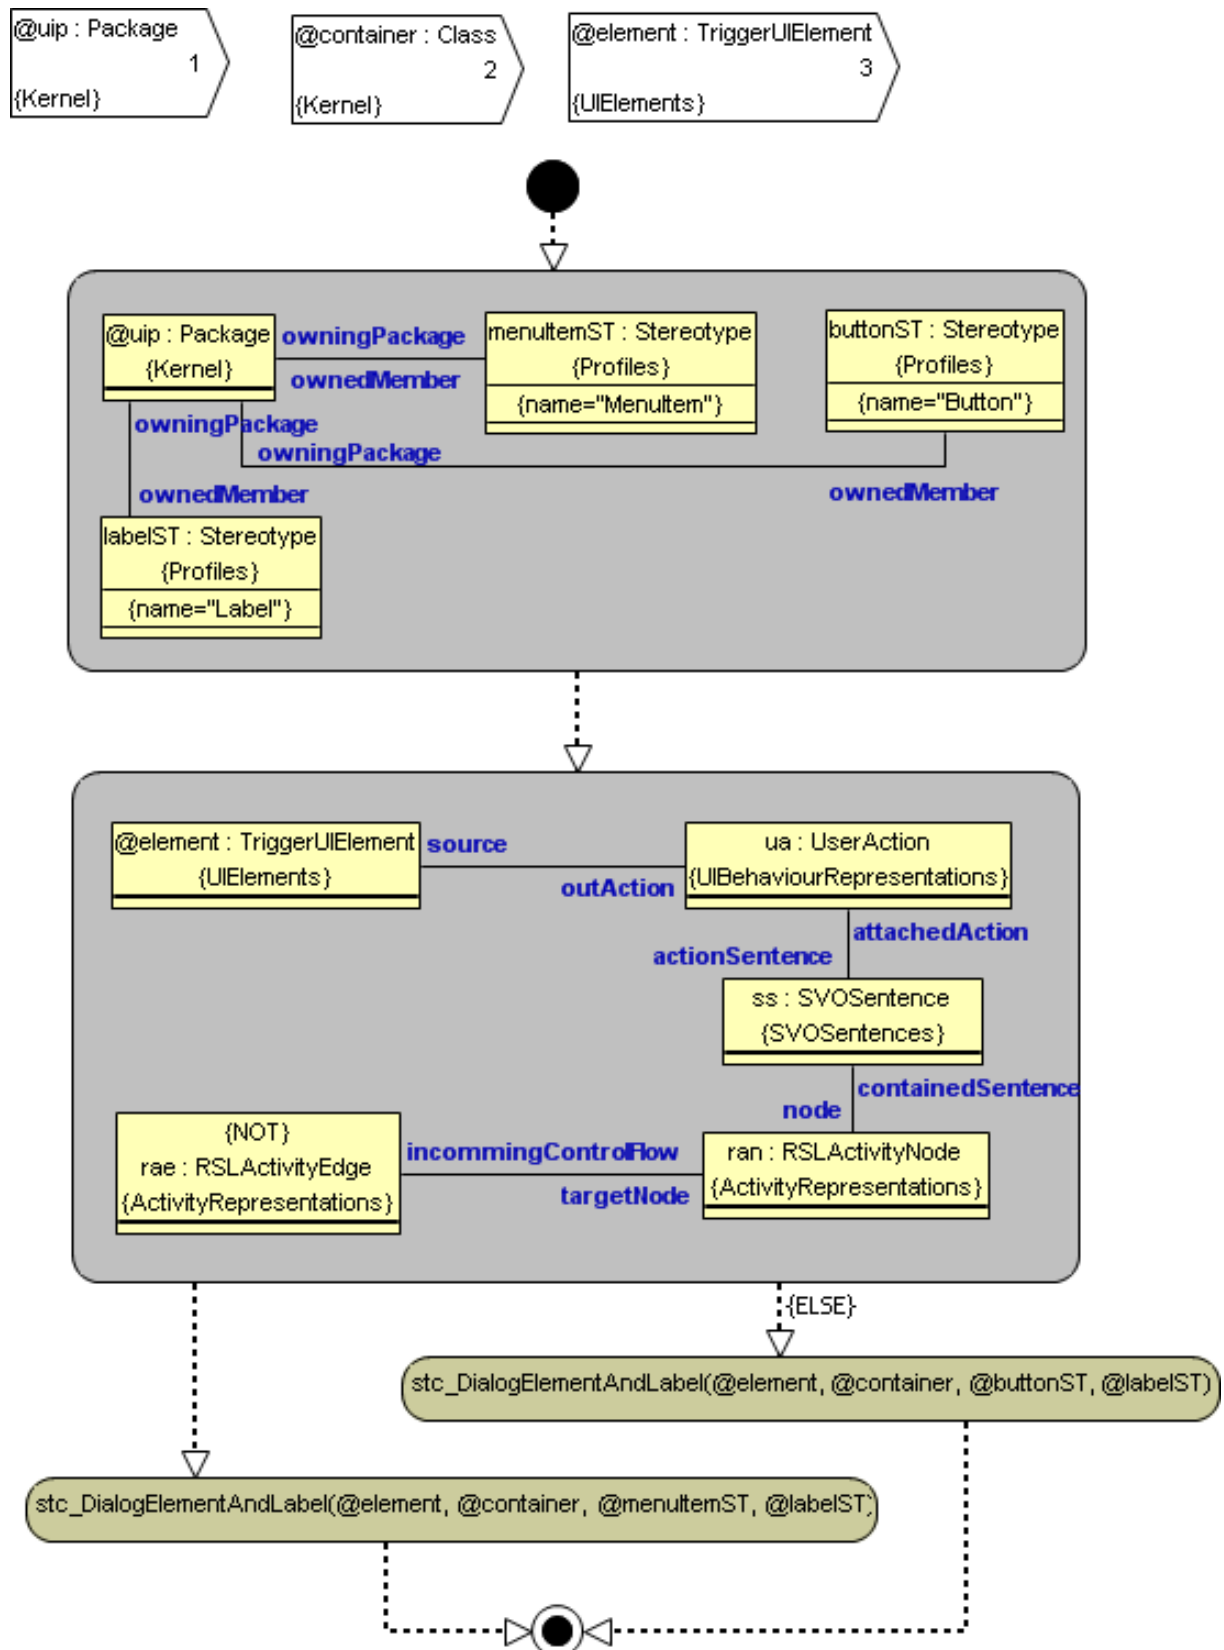 @uip : Package
1
{Kernel}
@container : Class
2
{Kernel}
@element : TriggerUIElement
3
{UIElements}
@uip : Package
{Kernel}
owningPackage
ownedMember
menuItemST : Stereotype
{Profiles}
{name="MenuItem"}
buttonST : Stereotype
{Profiles}
{name="Button"}
owningPackage
owningPackage
ownedMember
ownedMember
labelST : Stereotype
{Profiles}
{name="Label"}
@element : TriggerUIElement
{UIElements}
source
outAction
ua : UserAction
{UIBehaviourRepresentations}
attachedAction
actionSentence
ss : SVOSentence
{SVOSentences}
containedSentence
node
{NOT}
rae : RSLActivityEdge
{ActivityRepresentations}
incommingControlFlow
targetNode
ran : RSLActivityNode
{ActivityRepresentations}
{ELSE}
stc_DialogElementAndLabel(@element, @container, @buttonST, @labelST)
stc_DialogElementAndLabel(@element, @container, @menuItemST, @labelST)